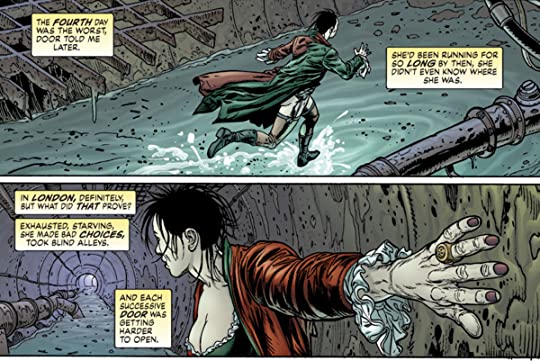 THE FOURTH DAY
WAS THE WORST,
DOOR TOLD ME
LATER.
SHE'D BEEN RUNNING FOR
SO LONG BY THEN, SHE
DIDN'T EVEN KNOW WHERE
SHE WAS.
IN LONDON, DEFINITELY,
BUT WHAT DID THAT PROVE?
EXHAUSTED, STARVING,
SHE MADE BAD CHOICES,
TOOK BLIND ALLEYS.
AND EACH
SUCCESSIVE
DOOR WAS
GETTING
HARDER
TO OPEN.